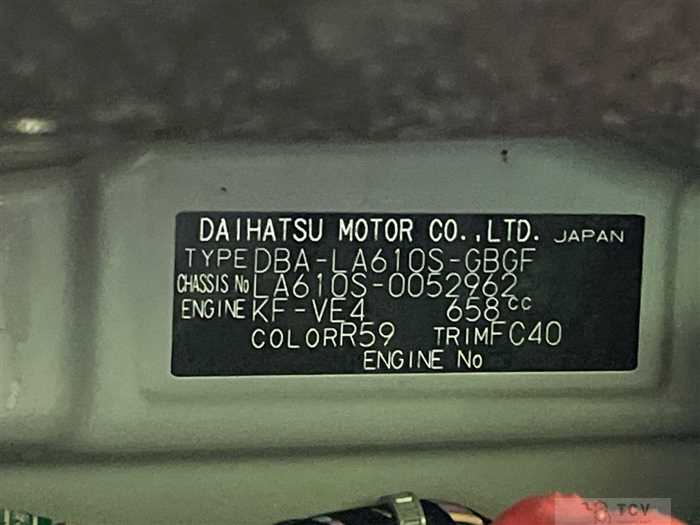 DAIHATSU MOTOR CO.,LTD. JAPAN
TYPE DBA-LA610S-GBGF
CHASSIS No LA610S-0052962
ENGINE KF-VE4 658cc
COLOR R59 TRIM FC40
ENGINE No
TCV